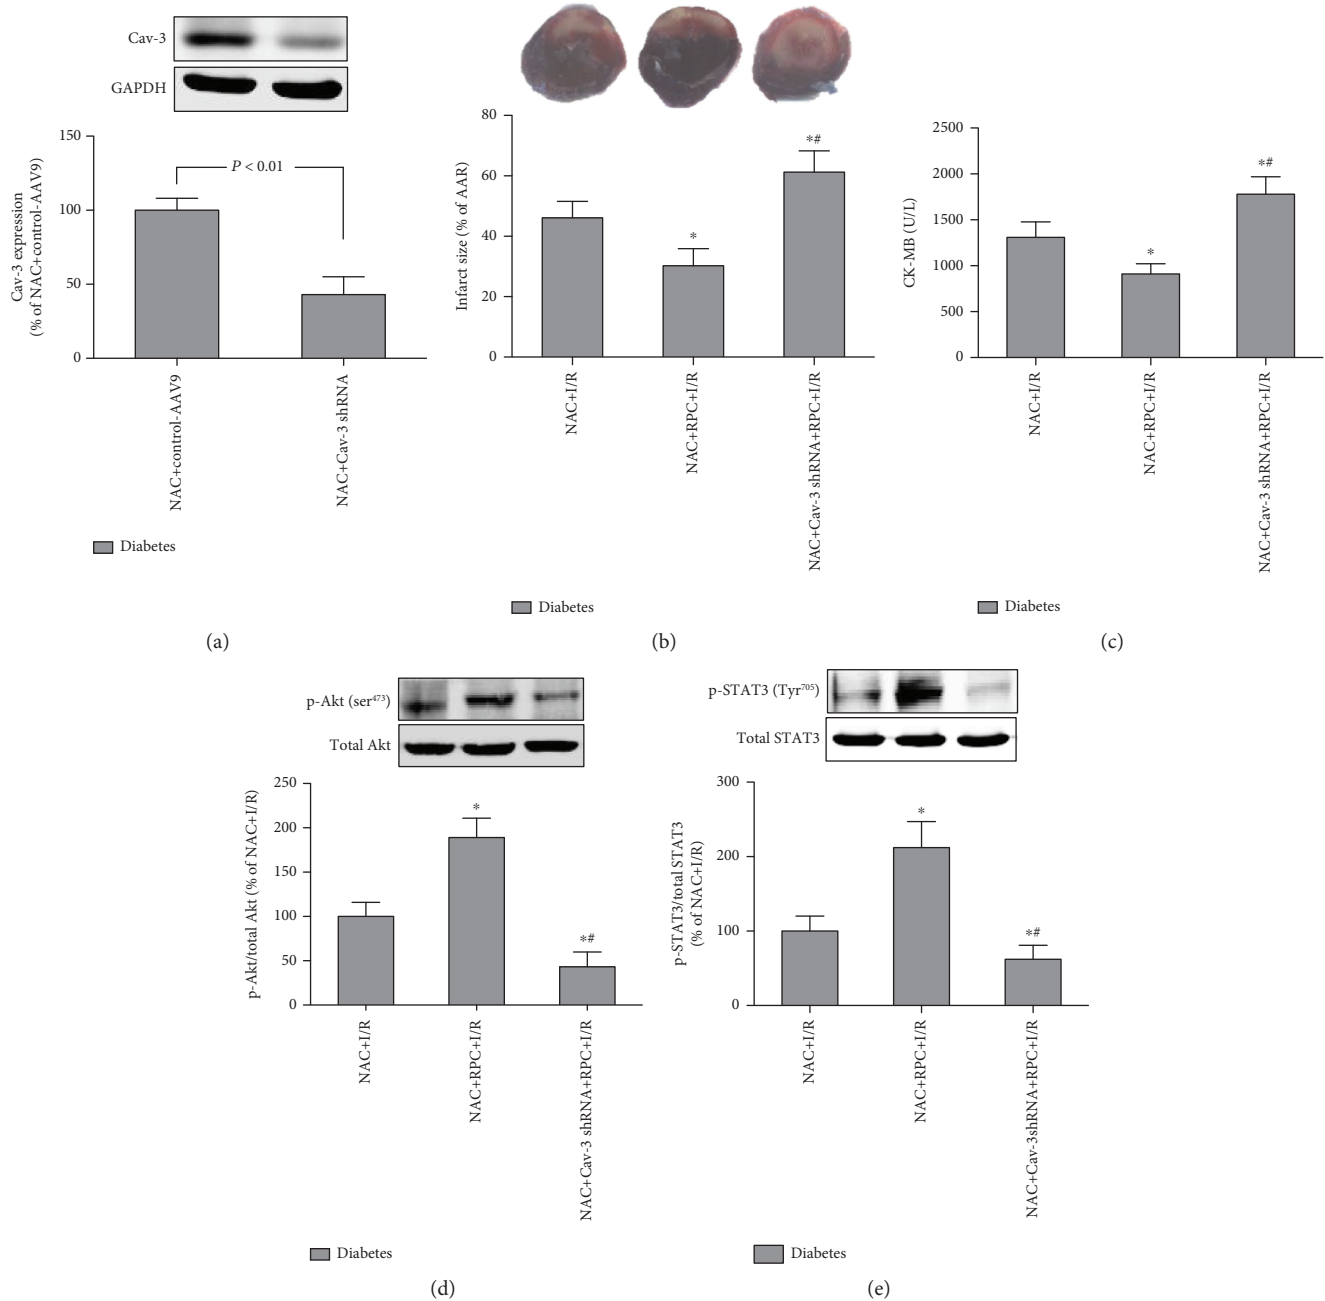 Cav-3
GAPDH
150
100
50
0
Cav-3 expression
(% of NAC+control-AAV9)
P < 0.01
NAC+control-AAV9
NAC+Cav-3 shRNA
Diabetes
(a)
80
60
40
20
0
Infarct size (% of AAR)
*
*#
NAC+I/R
NAC+RPC+I/R
NAC+Cav-3 shRNA+RPC+I/R
Diabetes
(b)
2500
2000
1500
1000
500
0
CK-MB (U/L)
*
*#
NAC+I/R
NAC+RPC+I/R
NAC+Cav-3 shRNA+RPC+I/R
Diabetes
(c)
p-Akt (ser⁴⁷³)
Total Akt
250
200
150
100
50
0
p-Akt/total Akt (% of NAC+I/R)
*
*#
NAC+I/R
NAC+RPC+I/R
NAC+Cav-3 shRNA+RPC+I/R
Diabetes
(d)
p-STAT3 (Tyr⁷⁰⁵)
Total STAT3
300
200
100
0
p-STAT3/total STAT3
(% of NAC+I/R)
*
*#
NAC+I/R
NAC+RPC+I/R
NAC+Cav-3shRNA+RPC+I/R
Diabetes
(e)